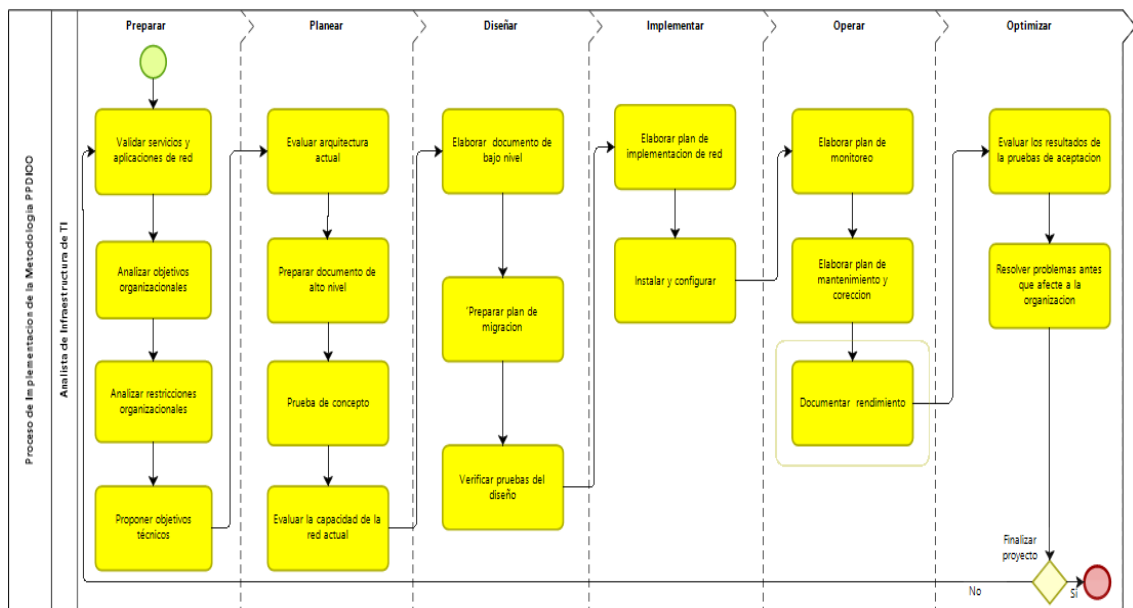 Proceso de Implementacion de la Metodologia PPDIOO
Analista de Infraestructura de TI
Preparar
Planear
Diseñar
Implementar
Operar
Optimizar
Validar servicios y
aplicaciones de red
Analizar objetivos
organizacionales
Analizar restricciones
organizacionales
Proponer objetivos
técnicos
Evaluar arquitectura
actual
Preparar documento de
alto nivel
Prueba de concepto
Evaluar la capacidad de la
red actual
Elaborar documento de
bajo nivel
´Preparar plan de
migracion
Verificar pruebas del
diseño
Elaborar plan de
implementacion de red
Instalar y configurar
Elaborar plan de
monitoreo
Elaborar plan de
mantenimiento y
coreccion
Documentar rendimiento
Evaluar los resultados de
la pruebas de aceptacion
Resolver problemas antes
que afecte a la
organizacion
Finalizar
proyecto
No
Sí